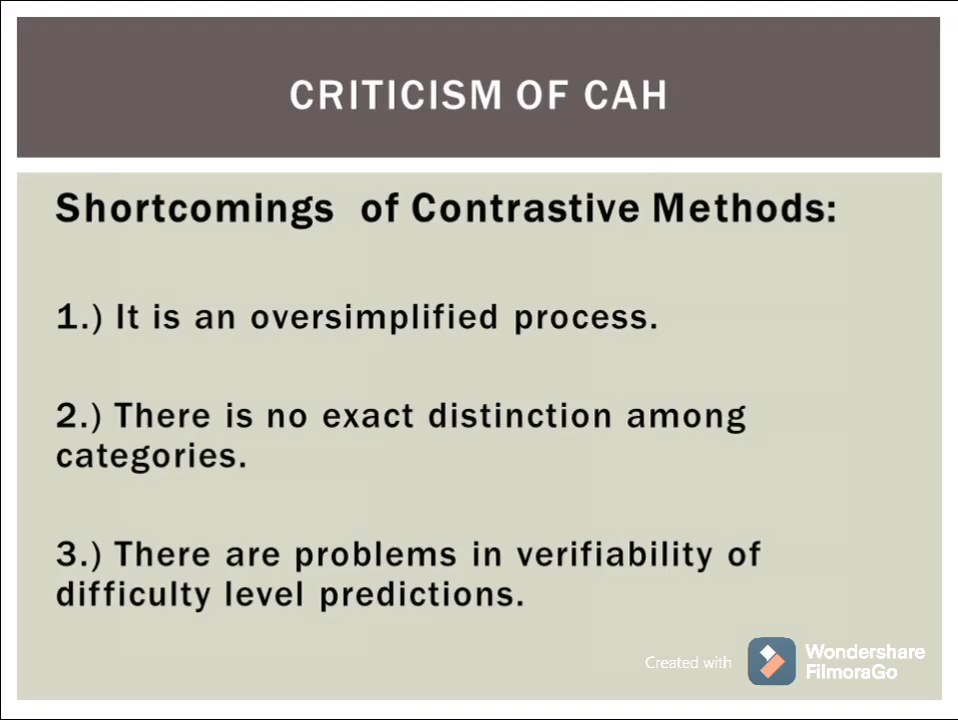 CRITICISM OF CAH
Shortcomings of Contrastive Methods:
1.) It is an oversimplified process.
2.) There is no exact distinction among
categories.
3.) There are problems in verifiability of
difficulty level predictions.
Created with
Wondershare
FilmoraGo